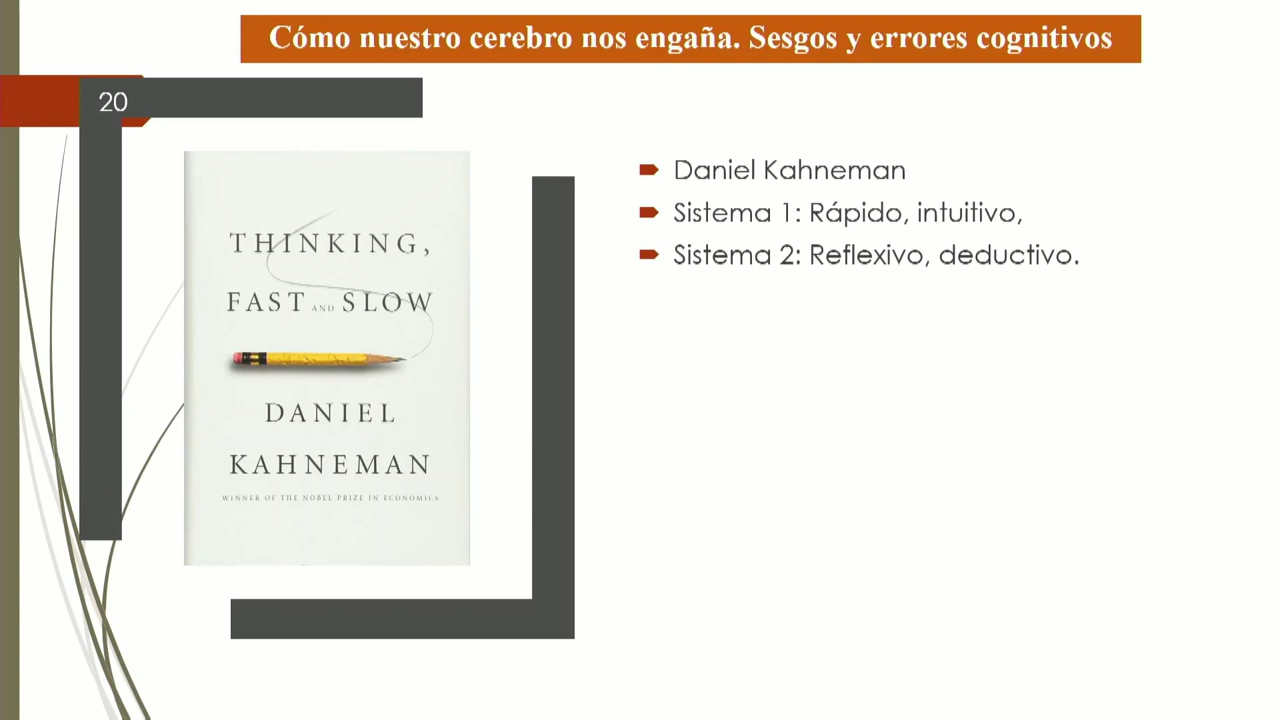 Cómo nuestro cerebro nos engaña. Sesgos y errores cognitivos
20
THINKING,
FAST AND SLOW
DANIEL
KAHNEMAN
WINNER OF THE NOBEL PRIZE IN ECONOMICS
Daniel Kahneman
Sistema 1: Rápido, intuitivo,
Sistema 2: Reflexivo, deductivo.